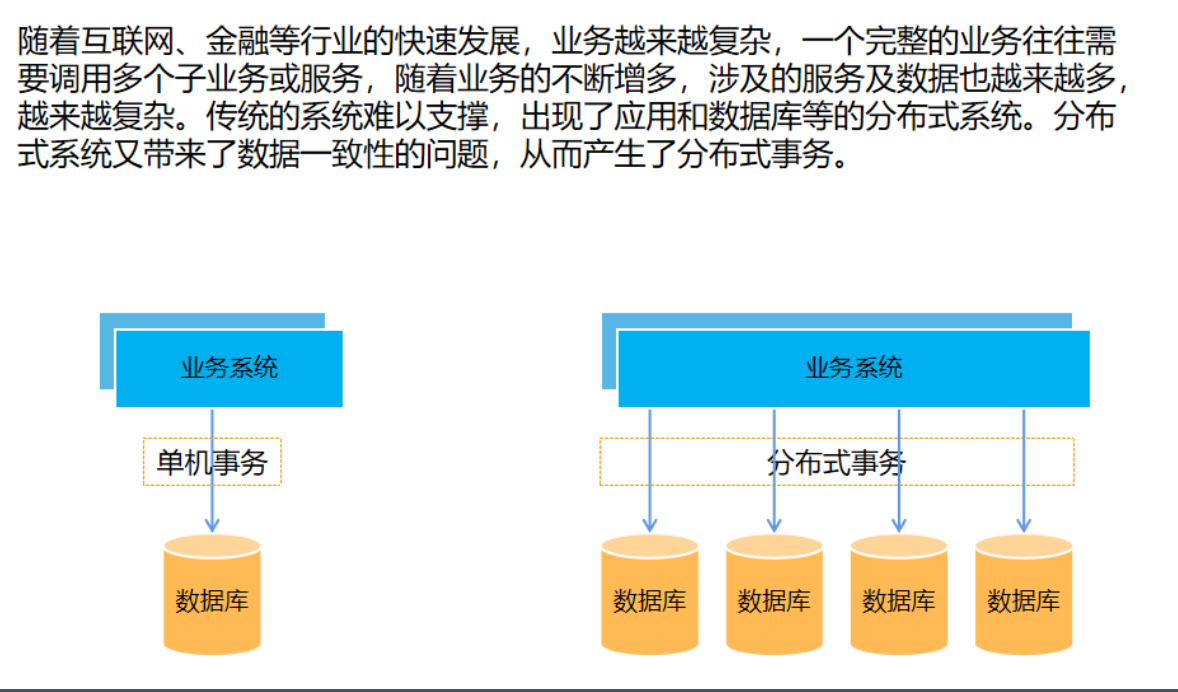 随着互联网、金融等行业的快速发展，业务越来越复杂，一个完整的业务往往需
要调用多个子业务或服务，随着业务的不断增多，涉及的服务及数据也越来越多，
越来越复杂。传统的系统难以支撑，出现了应用和数据库等的分布式系统。分布
式系统又带来了数据一致性的问题，从而产生了分布式事务。
业务系统
业务系统
单机事务
分布式事务
数据库
数据库
数据库
数据库
数据库